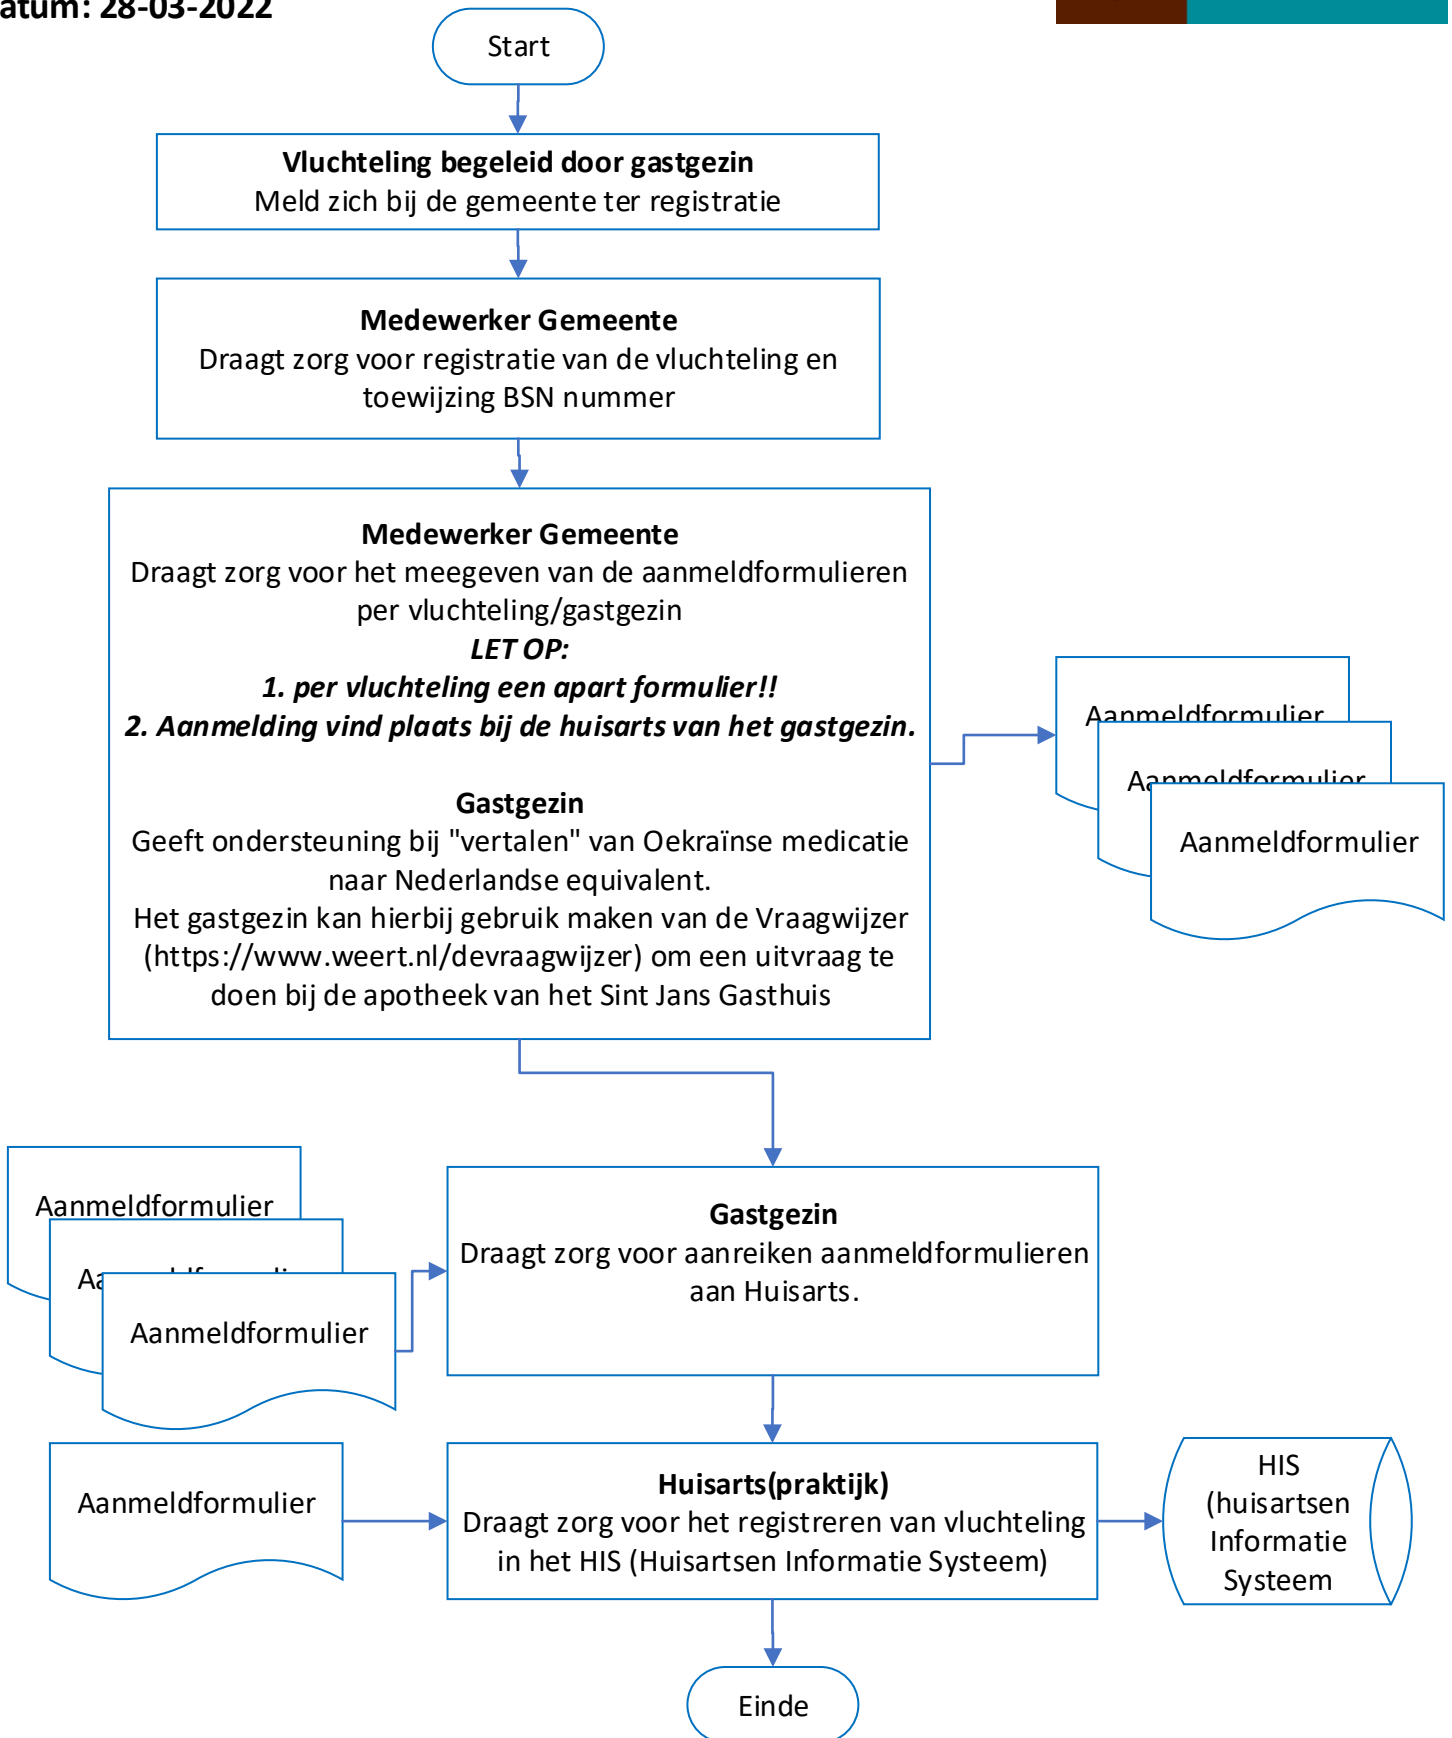 atum: 28-03-2022
Start
Vluchteling begeleid door gastgezin
Meld zich bij de gemeente ter registratie
Medewerker Gemeente
Draagt zorg voor registratie van de vluchteling en
toewijzing BSN nummer
Medewerker Gemeente
Draagt zorg voor het meegeven van de aanmeldformulieren
per vluchteling/gastgezin
LET OP:
1. per vluchteling een apart formulier!!
2. Aanmelding vind plaats bij de huisarts van het gastgezin.
Gastgezin
Geeft ondersteuning bij "vertalen" van Oekraïnse medicatie
naar Nederlandse equivalent.
Het gastgezin kan hierbij gebruik maken van de Vraagwijzer
(https://www.weert.nl/devraagwijzer) om een uitvraag te
doen bij de apotheek van het Sint Jans Gasthuis
Aanmeldformulier
Aanmeldformulier
Aanmeldformulier
Aanmeldformulier
Aanmeldformulier
Gastgezin
Draagt zorg voor aanreiken aanmeldformulieren
aan Huisarts.
Aanmeldformulier
Huisarts(praktijk)
Draagt zorg voor het registreren van vluchteling
in het HIS (Huisartsen Informatie Systeem)
HIS
(huisartsen
Informatie
Systeem
Einde